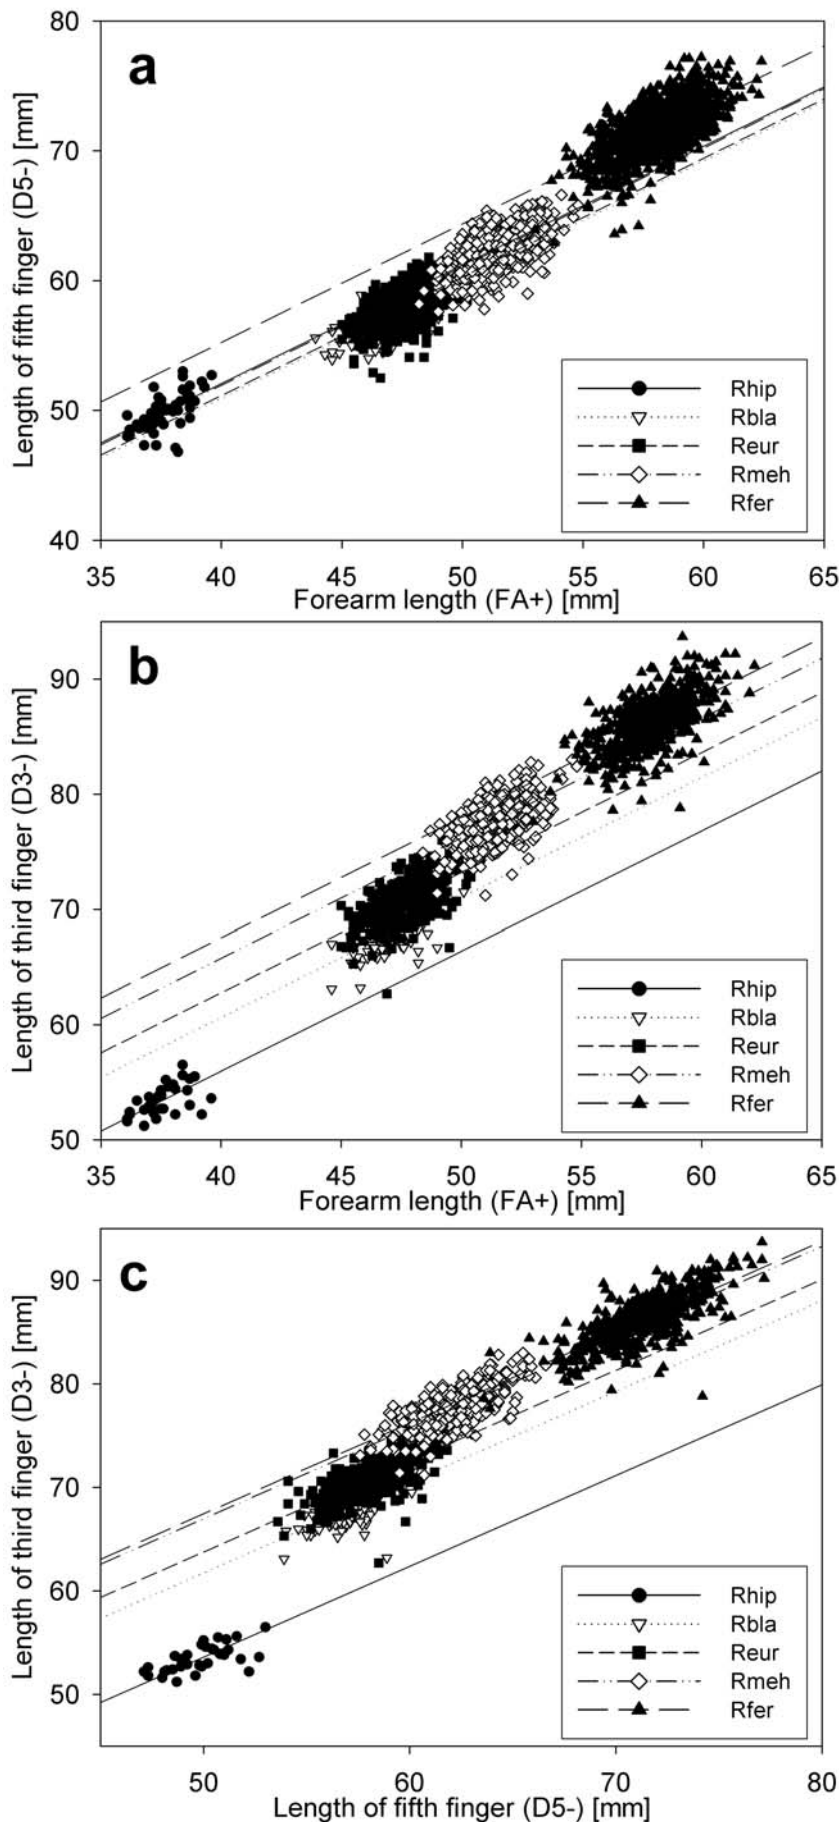 a
Length of fifth finger (D5-) [mm]
80
70
60
50
40
35 40 45 50 55 60 65
Forearm length (FA+) [mm]
Rhip
Rbla
Reur
Rmeh
Rfer
b
Length of third finger (D3-) [mm]
90
80
70
60
50
35 40 45 50 55 60 65
Forearm length (FA+) [mm]
Rhip
Rbla
Reur
Rmeh
Rfer
c
Length of third finger (D3-) [mm]
90
80
70
60
50
50 60 70 80
Length of fifth finger (D5-) [mm]
Rhip
Rbla
Reur
Rmeh
Rfer